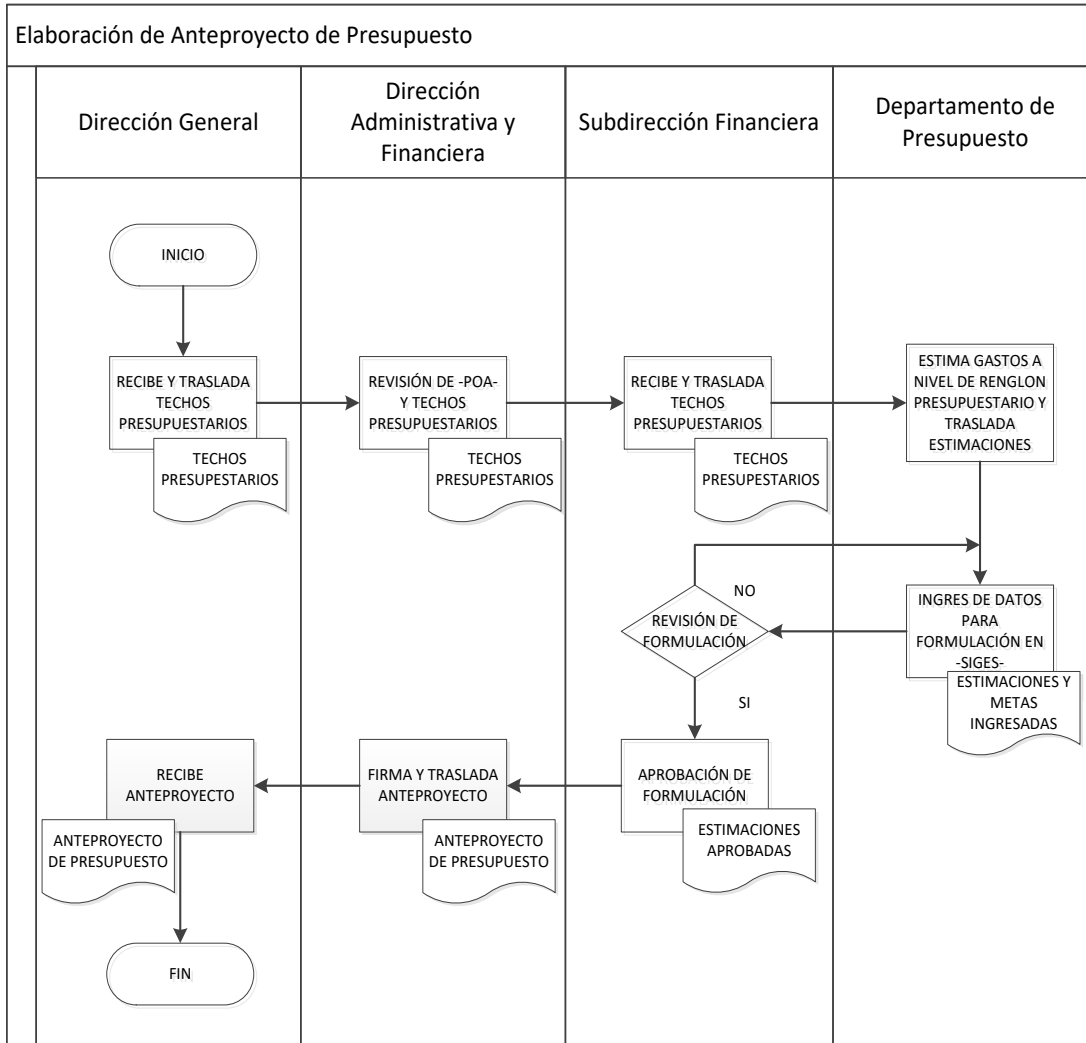 Elaboración de Anteproyecto de Presupuesto
Dirección General
Dirección
Administrativa y
Financiera
Subdirección Financiera
Departamento de
Presupuesto
INICIO
RECIBE Y TRASLADA
TECHOS
PRESUPUESTARIOS
TECHOS
PRESUPESTARIOS
REVISIÓN DE -POA-
Y TECHOS
PRESUPUESTARIOS
TECHOS
PRESUPESTARIOS
RECIBE Y TRASLADA
TECHOS
PRESUPUESTARIOS
TECHOS
PRESUPESTARIOS
ESTIMA GASTOS A
NIVEL DE RENGLON
PRESUPUESTARIO Y
TRASLADA
ESTIMACIONES
INGRES DE DATOS
PARA
FORMULACIÓN EN
-SIGES-
ESTIMACIONES Y
METAS
INGRESADAS
NO
REVISIÓN DE
FORMULACIÓN
SI
APROBACIÓN DE
FORMULACIÓN
ESTIMACIONES
APROBADAS
FIRMA Y TRASLADA
ANTEPROYECTO
ANTEPROYECTO
DE PRESUPUESTO
RECIBE
ANTEPROYECTO
ANTEPROYECTO
DE PRESUPUESTO
FIN